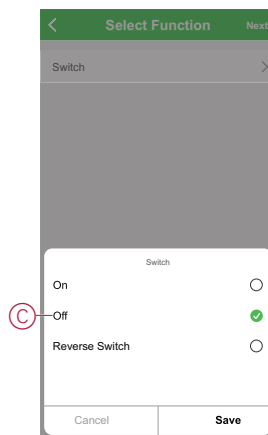 Select Function Next
Switch
Switch
On
C Off
Reverse Switch
Cancel Save